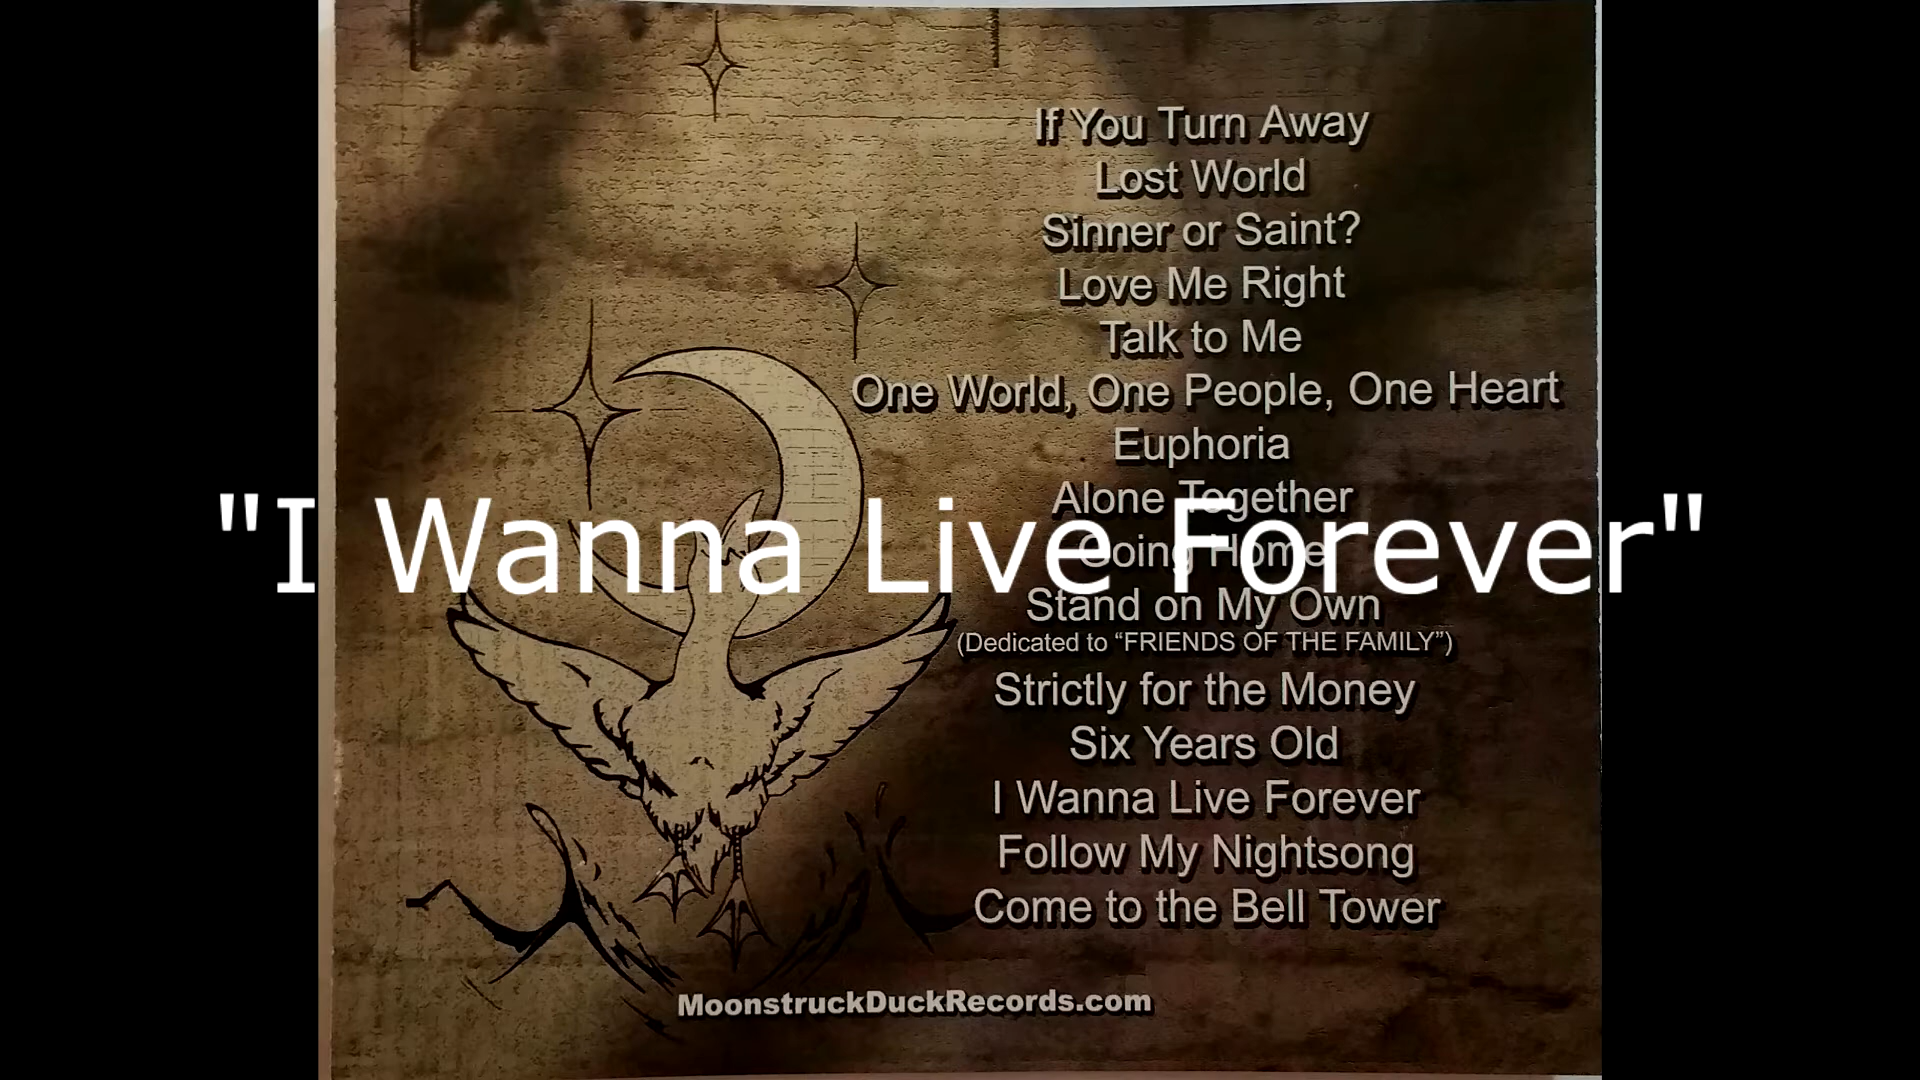 If You Turn Away
Lost World
Sinner or Saint?
Love Me Right
Talk to Me
One World, One People, One Heart
Euphoria
Alone Together
"I Wanna Live Forever"
Going Home
Stand on My Own
(Dedicated to “FRIENDS OF THE FAMILY”)
Strictly for the Money
Six Years Old
I Wanna Live Forever
Follow My Nightsong
Come to the Bell Tower
MoonstruckDuckRecords.com